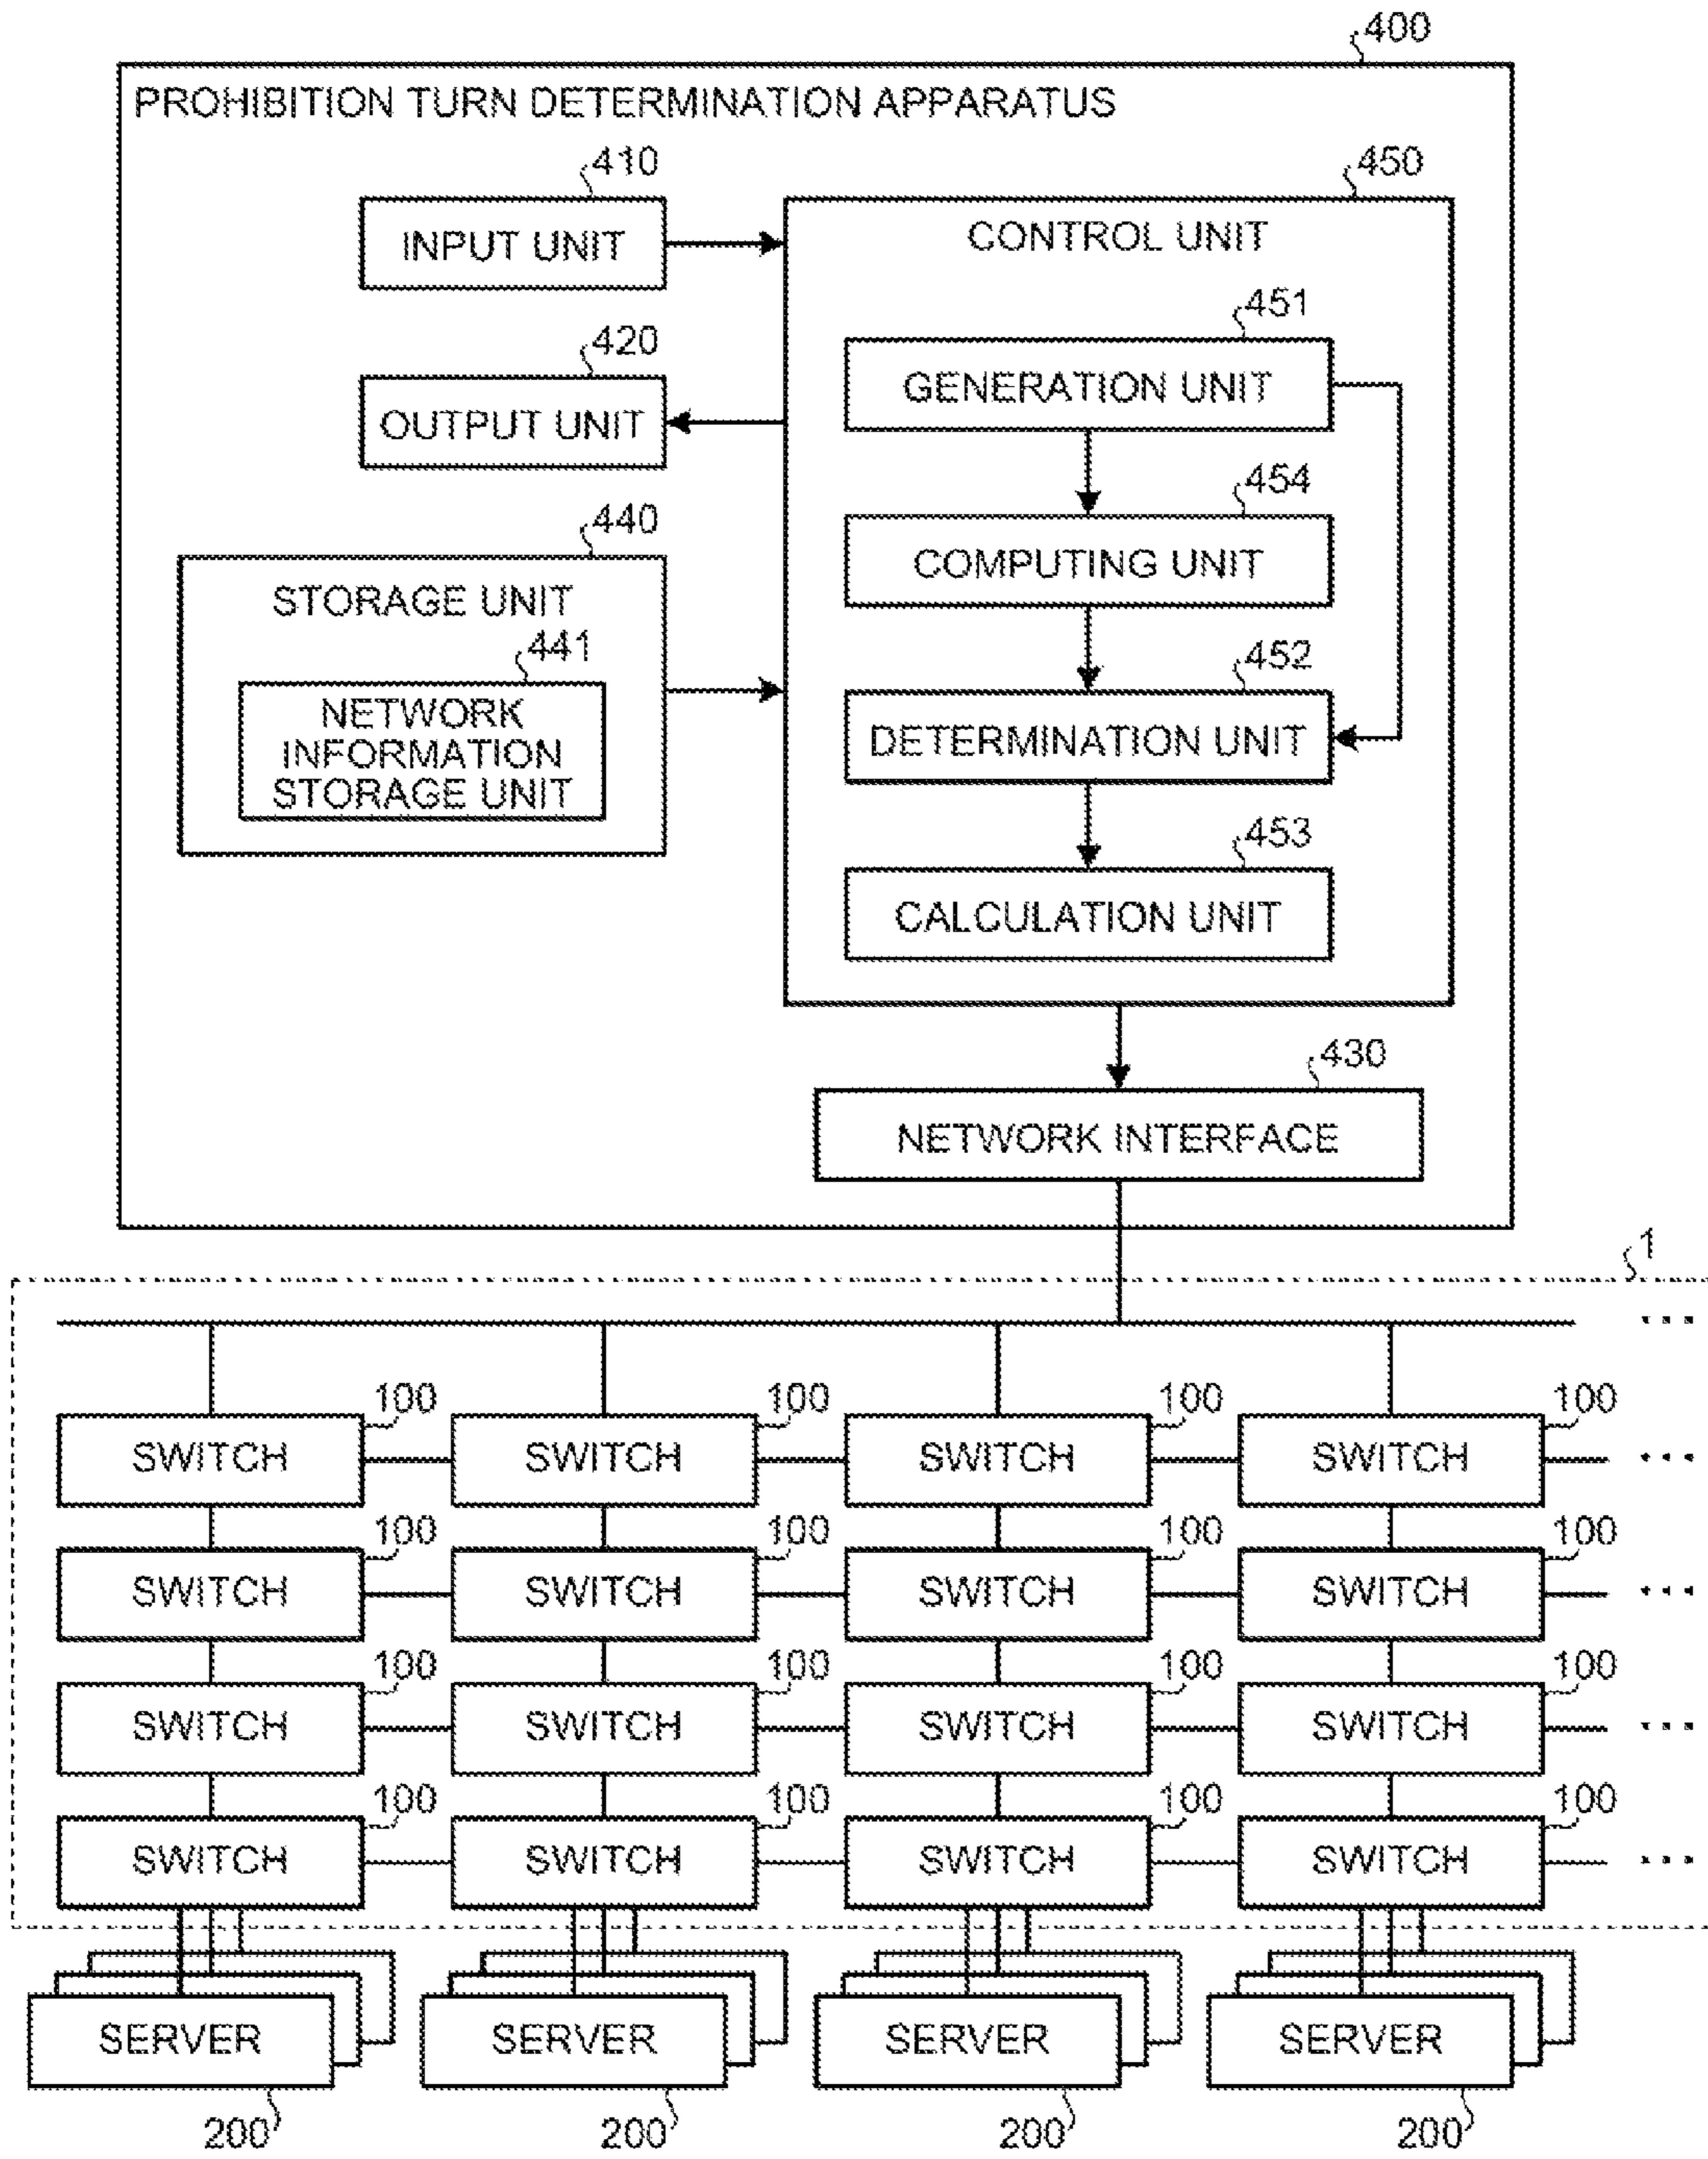 400
PROHIBITION TURN DETERMINATION APPARATUS
410
450
INPUT UNIT
CONTROL UNIT
451
420
GENERATION UNIT
OUTPUT UNIT
454
440
COMPUTING UNIT
STORAGE UNIT
441
452
NETWORK
INFORMATION
STORAGE UNIT
DETERMINATION UNIT
453
CALCULATION UNIT
430
NETWORK INTERFACE
1
...
100 100 100 100
SWITCH SWITCH SWITCH SWITCH ...
100 100 100 100
SWITCH SWITCH SWITCH SWITCH ...
100 100 100 100
SWITCH SWITCH SWITCH SWITCH ...
100 100 100 100
SWITCH SWITCH SWITCH SWITCH ...
SERVER SERVER SERVER SERVER
200 200 200 200